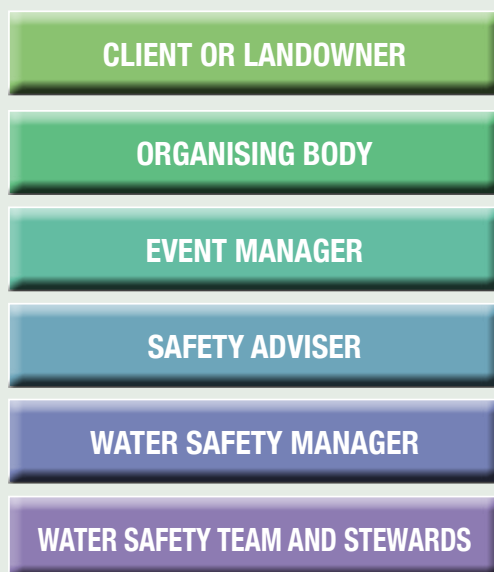 CLIENT OR LANDOWNER
ORGANISING BODY
EVENT MANAGER
SAFETY ADVISER
WATER SAFETY MANAGER
WATER SAFETY TEAM AND STEWARDS